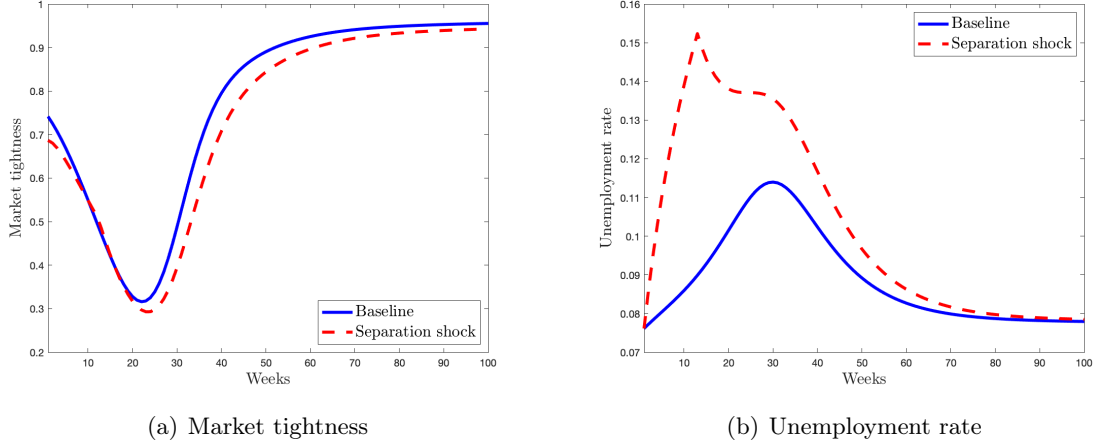 1
0.9
0.8
0.7
0.6
0.5
0.4
0.3
0.2
Market tightness
10 20 30 40 50 60 70 80 90 100
Weeks
Baseline
Separation shock
(a) Market tightness
0.16
0.15
0.14
0.13
0.12
0.11
0.1
0.09
0.08
0.07
Unemployment rate
10 20 30 40 50 60 70 80 90 100
Weeks
Baseline
Separation shock
(b) Unemployment rate